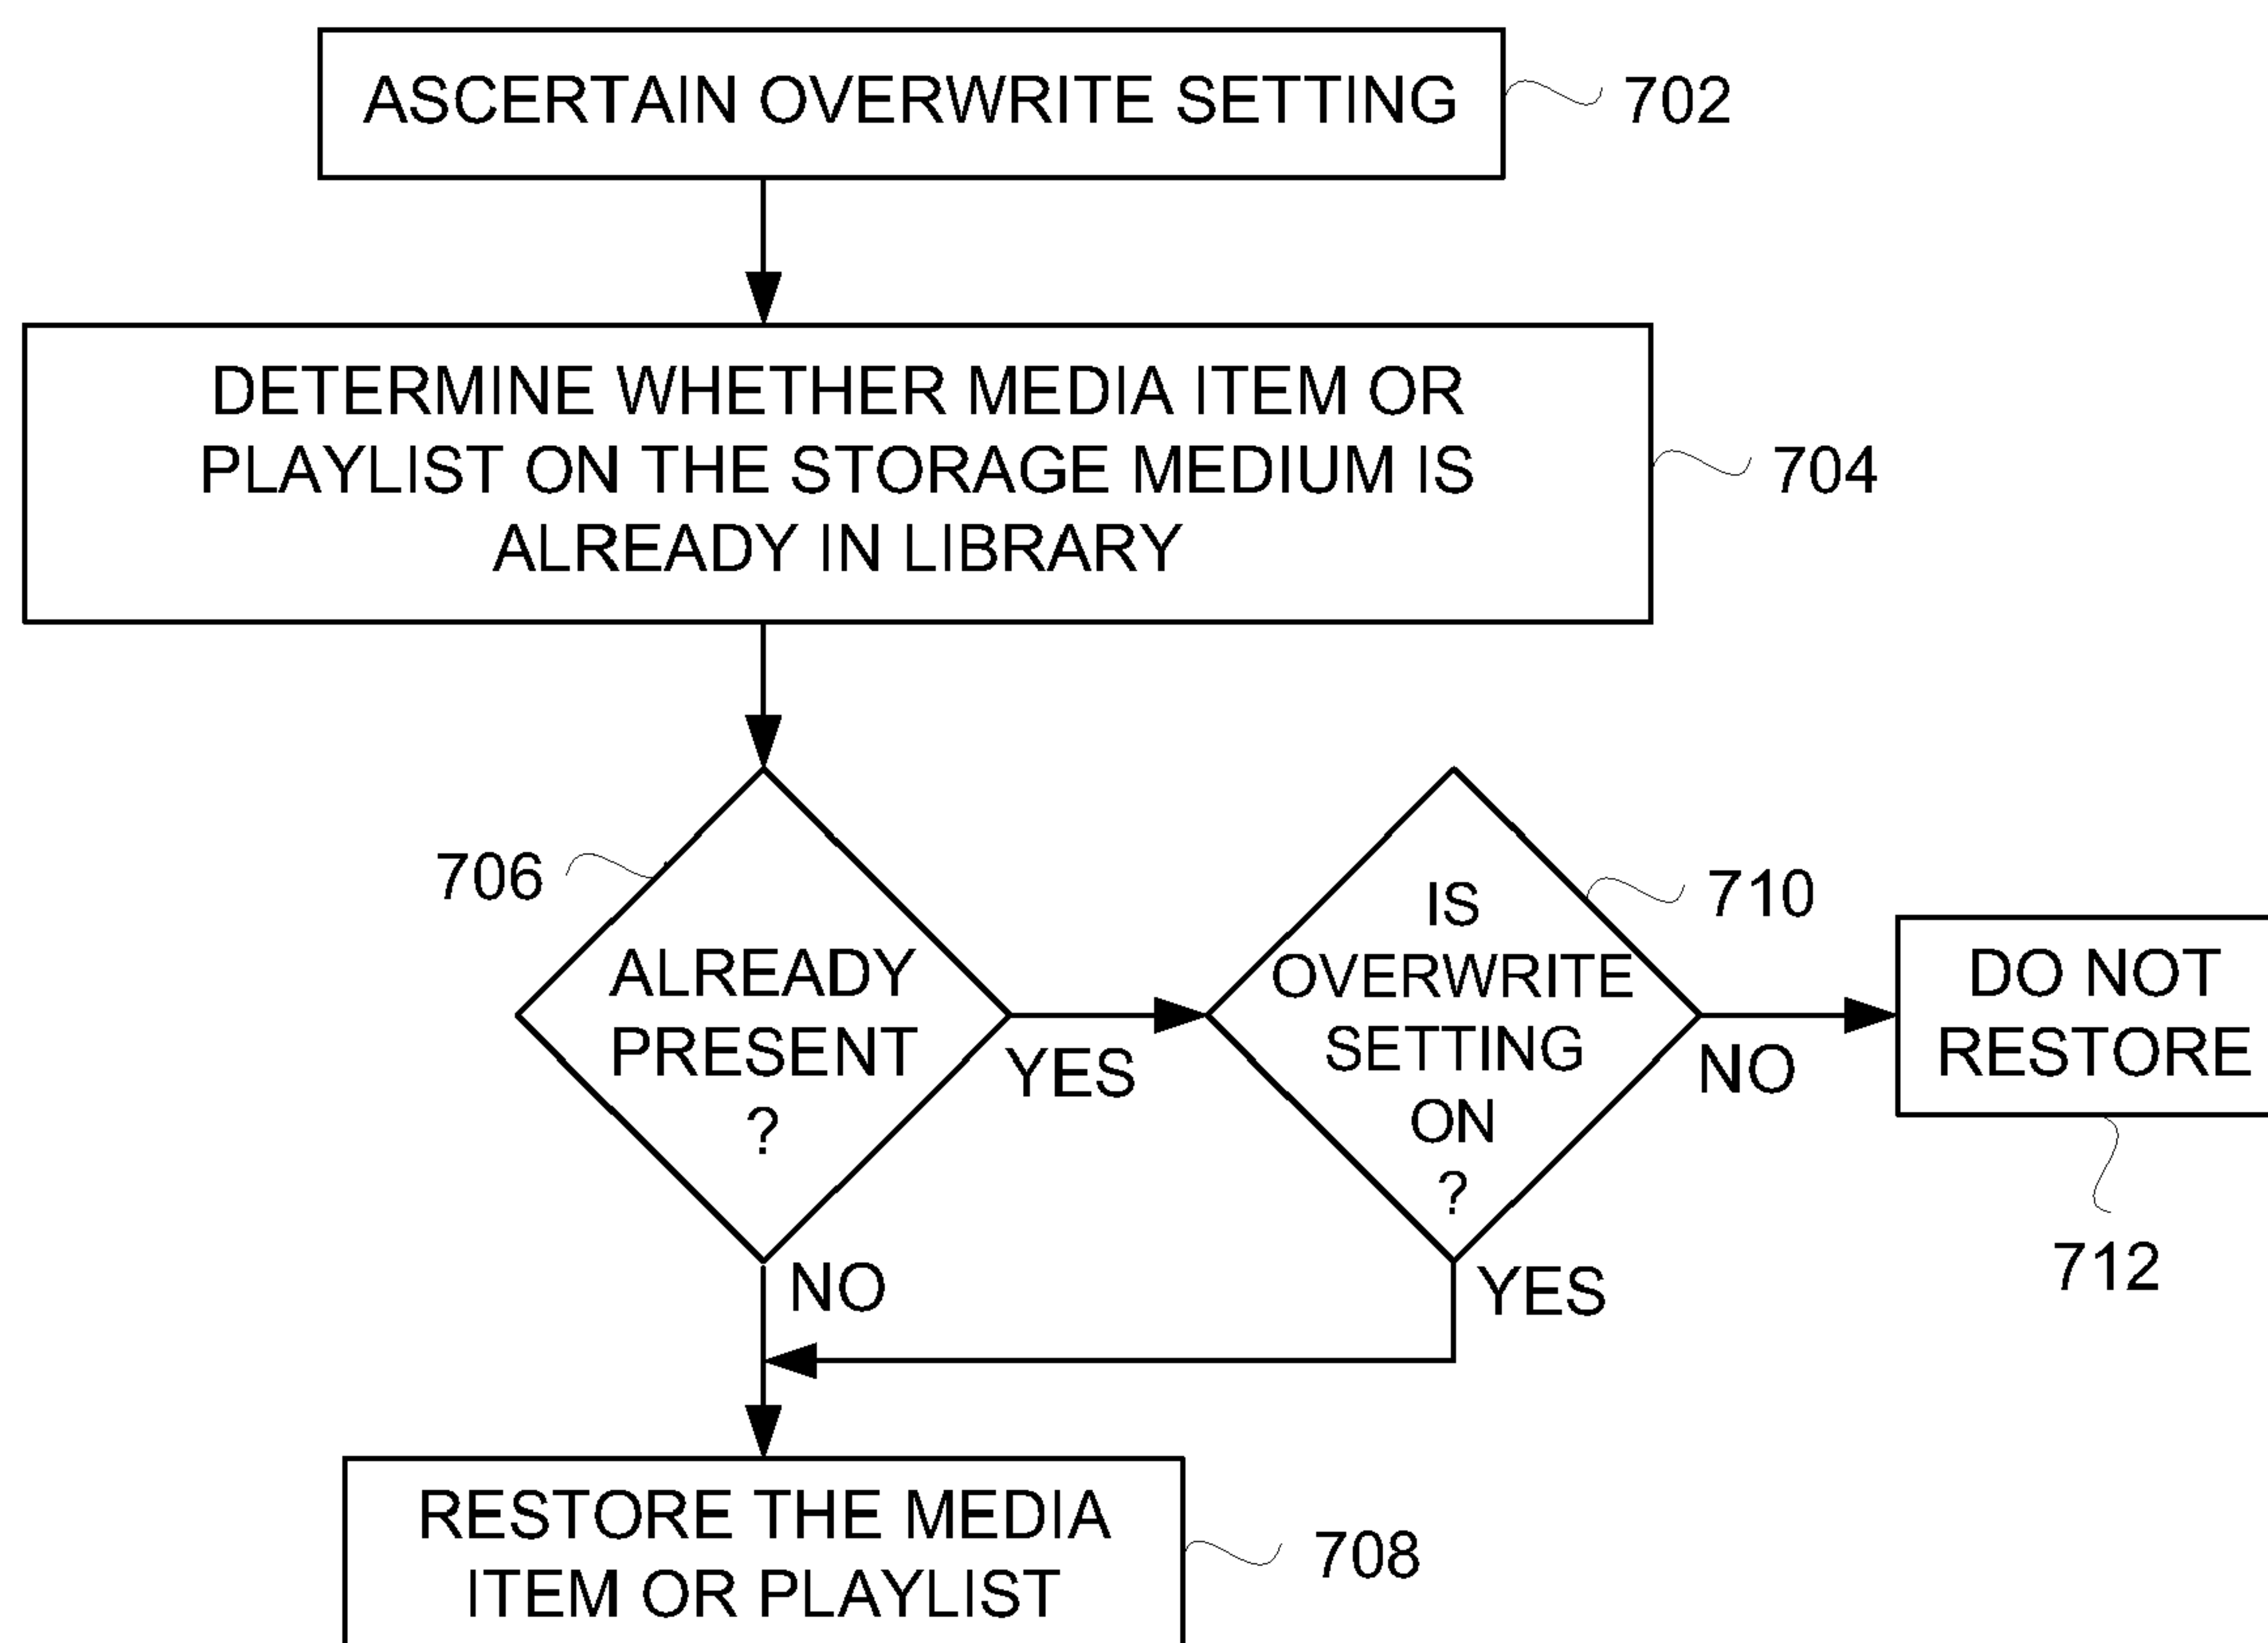 ASCERTAIN OVERWRITE SETTING
702
DETERMINE WHETHER MEDIA ITEM OR
PLAYLIST ON THE STORAGE MEDIUM IS
ALREADY IN LIBRARY
704
706
ALREADY
PRESENT
?
YES
NO
710
IS
OVERWRITE
SETTING
ON
?
NO
YES
DO NOT
RESTORE
712
RESTORE THE MEDIA
ITEM OR PLAYLIST
708